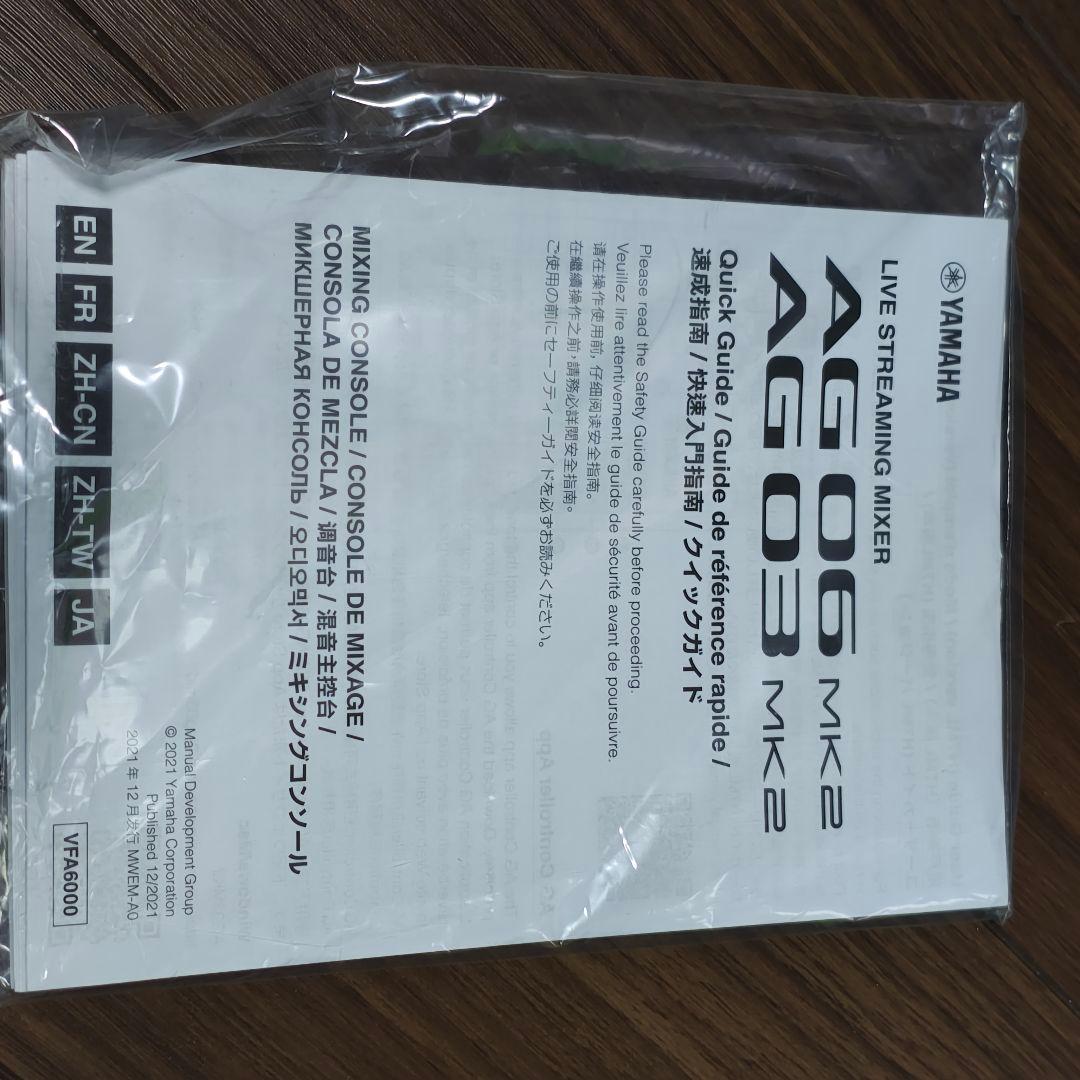 YAMAHA
LIVE STREAMING MIXER
AG06 MK2
AG03 MK2
Quick Guide / Guide de référence rapide /
速成指南 / 快速入門指南 / クイックガイド
Please read the Safety Guide carefully before proceeding.
Veuillez lire attentivement le guide de sécurité avant de poursuivre.
请在操作使用前，仔细阅读安全指南。
在繼續操作之前，請務必詳閱安全指南。
ご使用の前にセーフティーガイドを必ずお読みください。
MIXING CONSOLE / CONSOLE DE MIXAGE /
CONSOLA DE MEZCLA / 调音台 / 混音主控台 /
МИКШЕРНАЯ КОНСОЛЬ / 오디오믹서 / ミキシングコンソール
Manual Development Group
© 2021 Yamaha Corporation
Published 12/2021
2021 年 12 月发行 MWEM-A0
EN FR ZH-CN ZH-TW JA
VFA6000